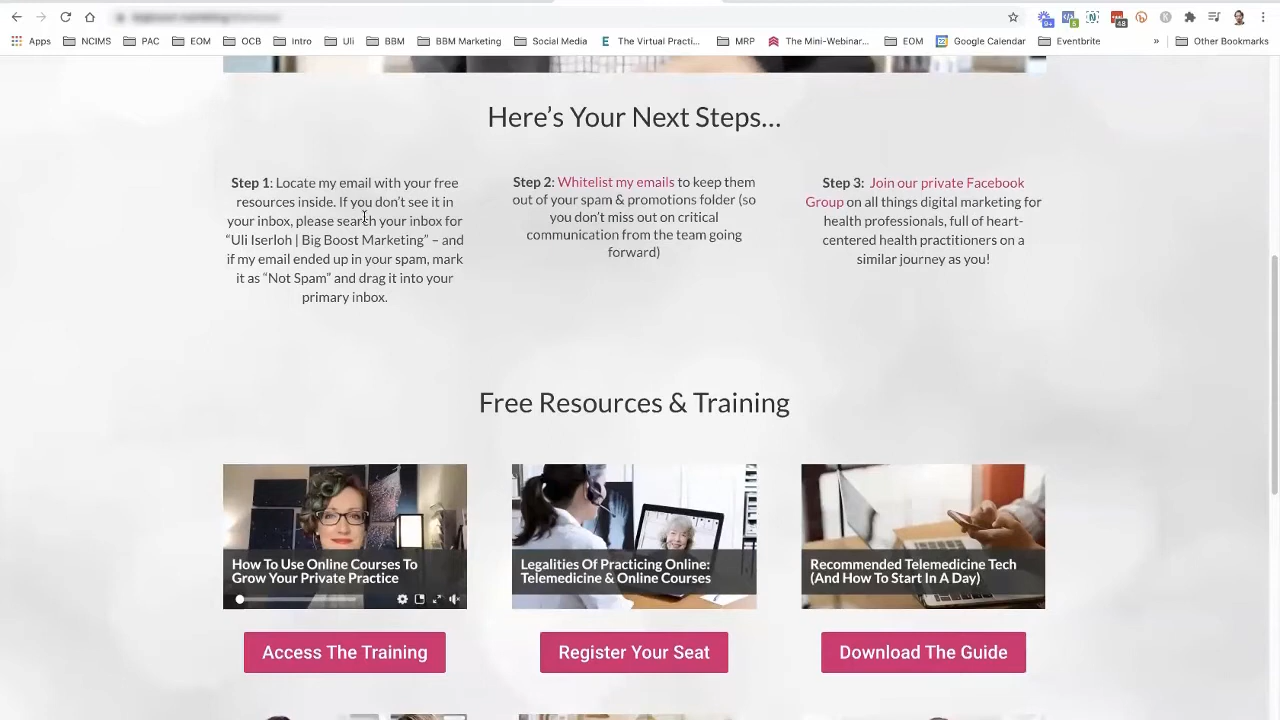 Apps NCIMS PAC EOM OCB Intro Uli BBM BBM Marketing Social Media E The Virtual Practi... MRP The Mini-Webinar... EOM Google Calendar Eventbrite » Other Bookmarks
Here's Your Next Steps...
Step 1: Locate my email with your free
resources inside. If you don't see it in
your inbox, please search your inbox for
“Uli Iserloh | Big Boost Marketing” – and
if my email ended up in your spam, mark
it as “Not Spam” and drag it into your
primary inbox.
Step 2: Whitelist my emails to keep them
out of your spam & promotions folder (so
you don't miss out on critical
communication from the team going
forward)
Step 3: Join our private Facebook
Group on all things digital marketing for
health professionals, full of heart-
centered health practitioners on a
similar journey as you!
Free Resources & Training
How To Use Online Courses To
Grow Your Private Practice
Legalities Of Practicing Online:
Telemedicine & Online Courses
Recommended Telemedicine Tech
(And How To Start In A Day)
Access The Training
Register Your Seat
Download The Guide